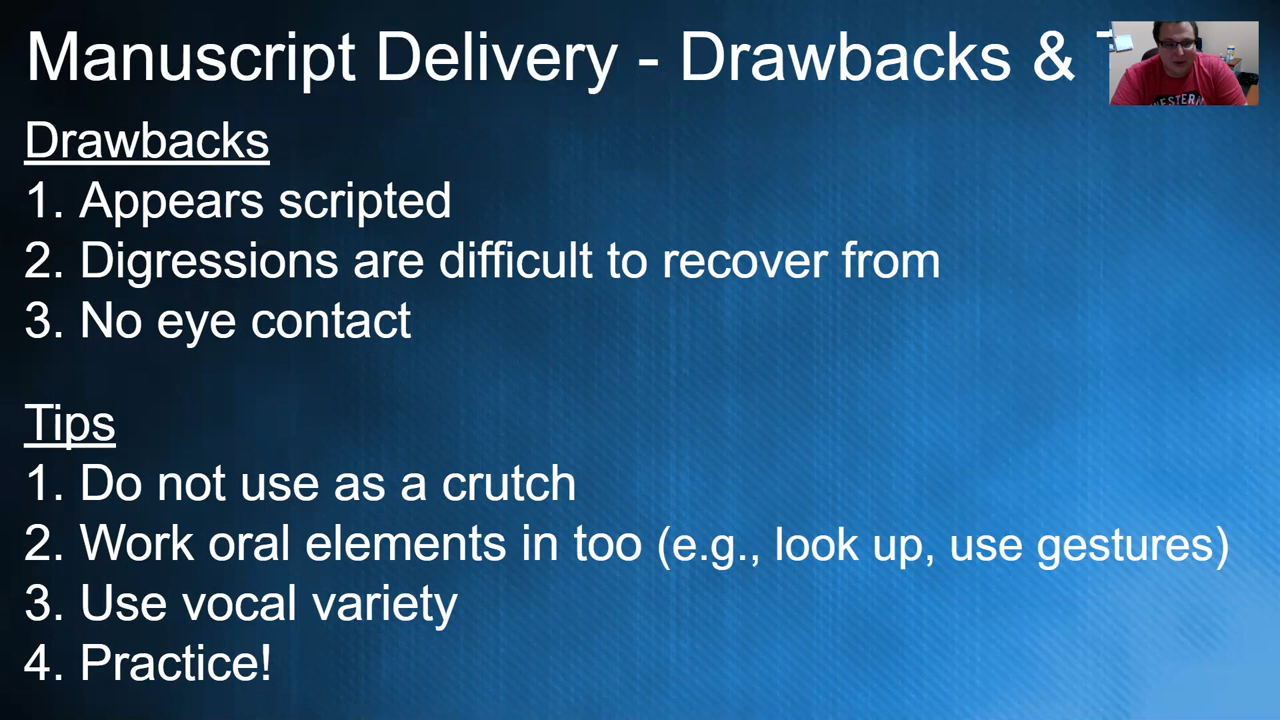 Manuscript Delivery - Drawbacks &
Drawbacks
1. Appears scripted
2. Digressions are difficult to recover from
3. No eye contact
Tips
1. Do not use as a crutch
2. Work oral elements in too (e.g., look up, use gestures)
3. Use vocal variety
4. Practice!